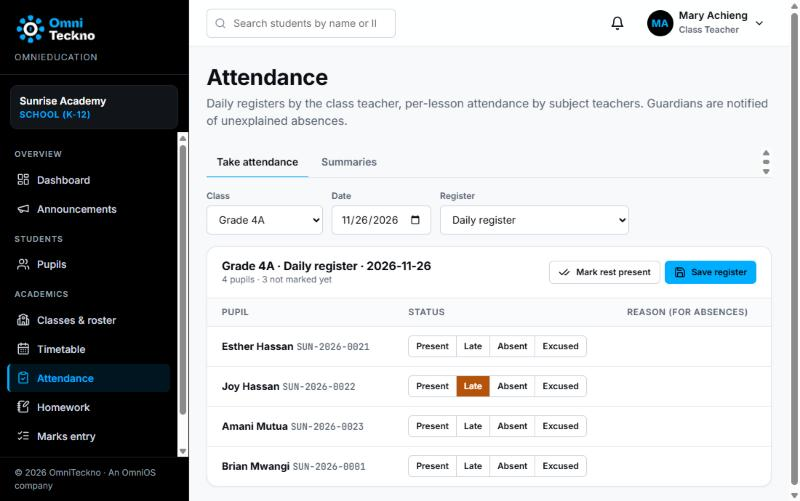 Omni
Teckno
OMNIEDUCATION
Sunrise Academy
SCHOOL (K-12)
OVERVIEW
Dashboard
Announcements
STUDENTS
Pupils
ACADEMICS
Classes & roster
Timetable
Attendance
Homework
Marks entry
© 2026 OmniTeckno · An OmniOS
company
Search students by name or II
MA
Mary Achieng
Class Teacher
Attendance
Daily registers by the class teacher, per-lesson attendance by subject teachers. Guardians are notified
of unexplained absences.
Take attendance Summaries
Class Date Register
Grade 4A 11/26/2026 Daily register
Grade 4A · Daily register · 2026-11-26
4 pupils · 3 not marked yet
Mark rest present Save register
PUPIL STATUS REASON (FOR ABSENCES)
Esther Hassan SUN-2026-0021 Present Late Absent Excused
Joy Hassan SUN-2026-0022 Present Late Absent Excused
Amani Mutua SUN-2026-0023 Present Late Absent Excused
Brian Mwangi SUN-2026-0001 Present Late Absent Excused